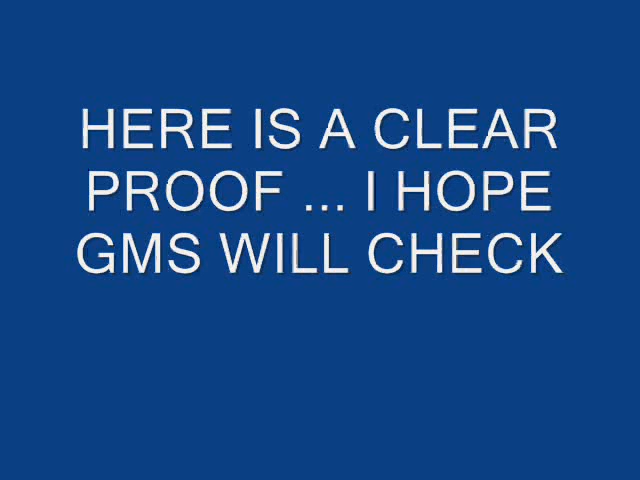 HERE IS A CLEAR
PROOF ... I HOPE
GMS WILL CHECK